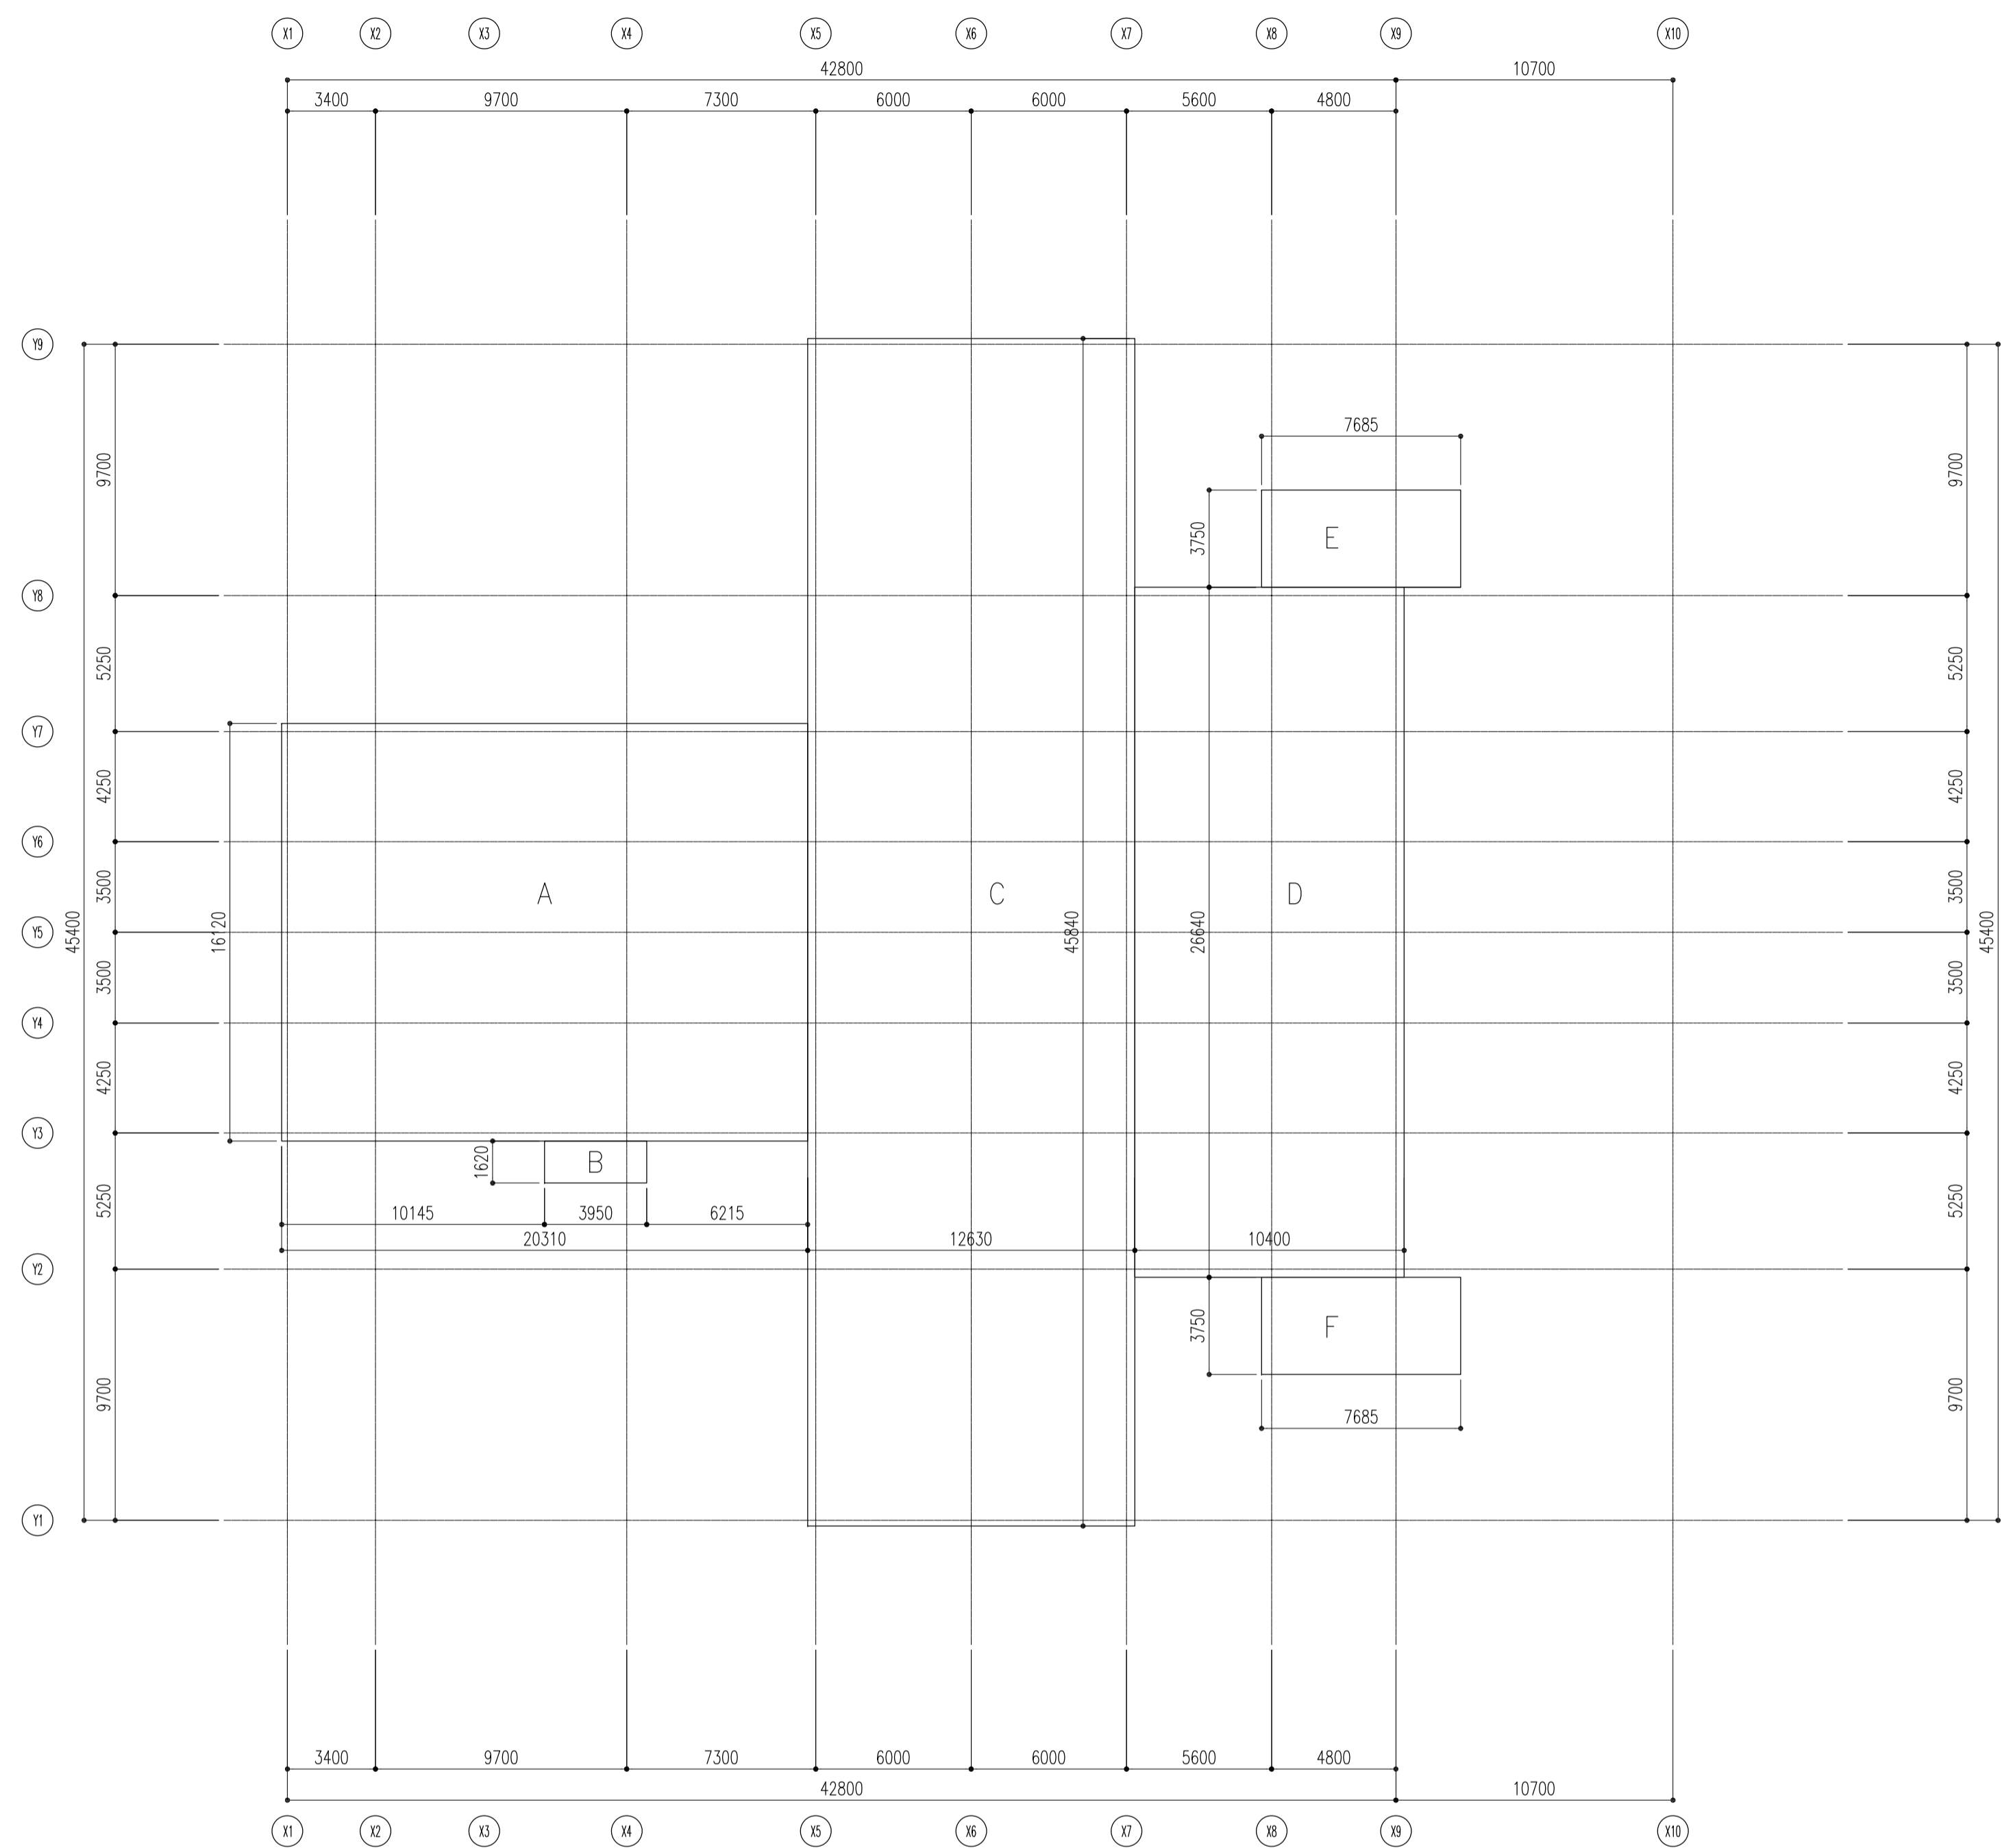 X1 X2 X3 X4 X5 X6 X7 X8 X9 X10
42800 10700
3400 9700 7300 6000 6000 5600 4800
Y9
7685
9700 9700
3750 E
Y8
5250 5250
Y7
4250 4250
Y6
3500 A C D 3500
Y5 45400 16120 45840 26640 45400
3500 3500
Y4
4250 4250
Y3
1620 B
5250 5250
10145 3950 6215
20310 12630 10400
Y2
3750 F
9700 9700
7685
Y1
3400 9700 7300 6000 6000 5600 4800
42800 10700
X1 X2 X3 X4 X5 X6 X7 X8 X9 X10